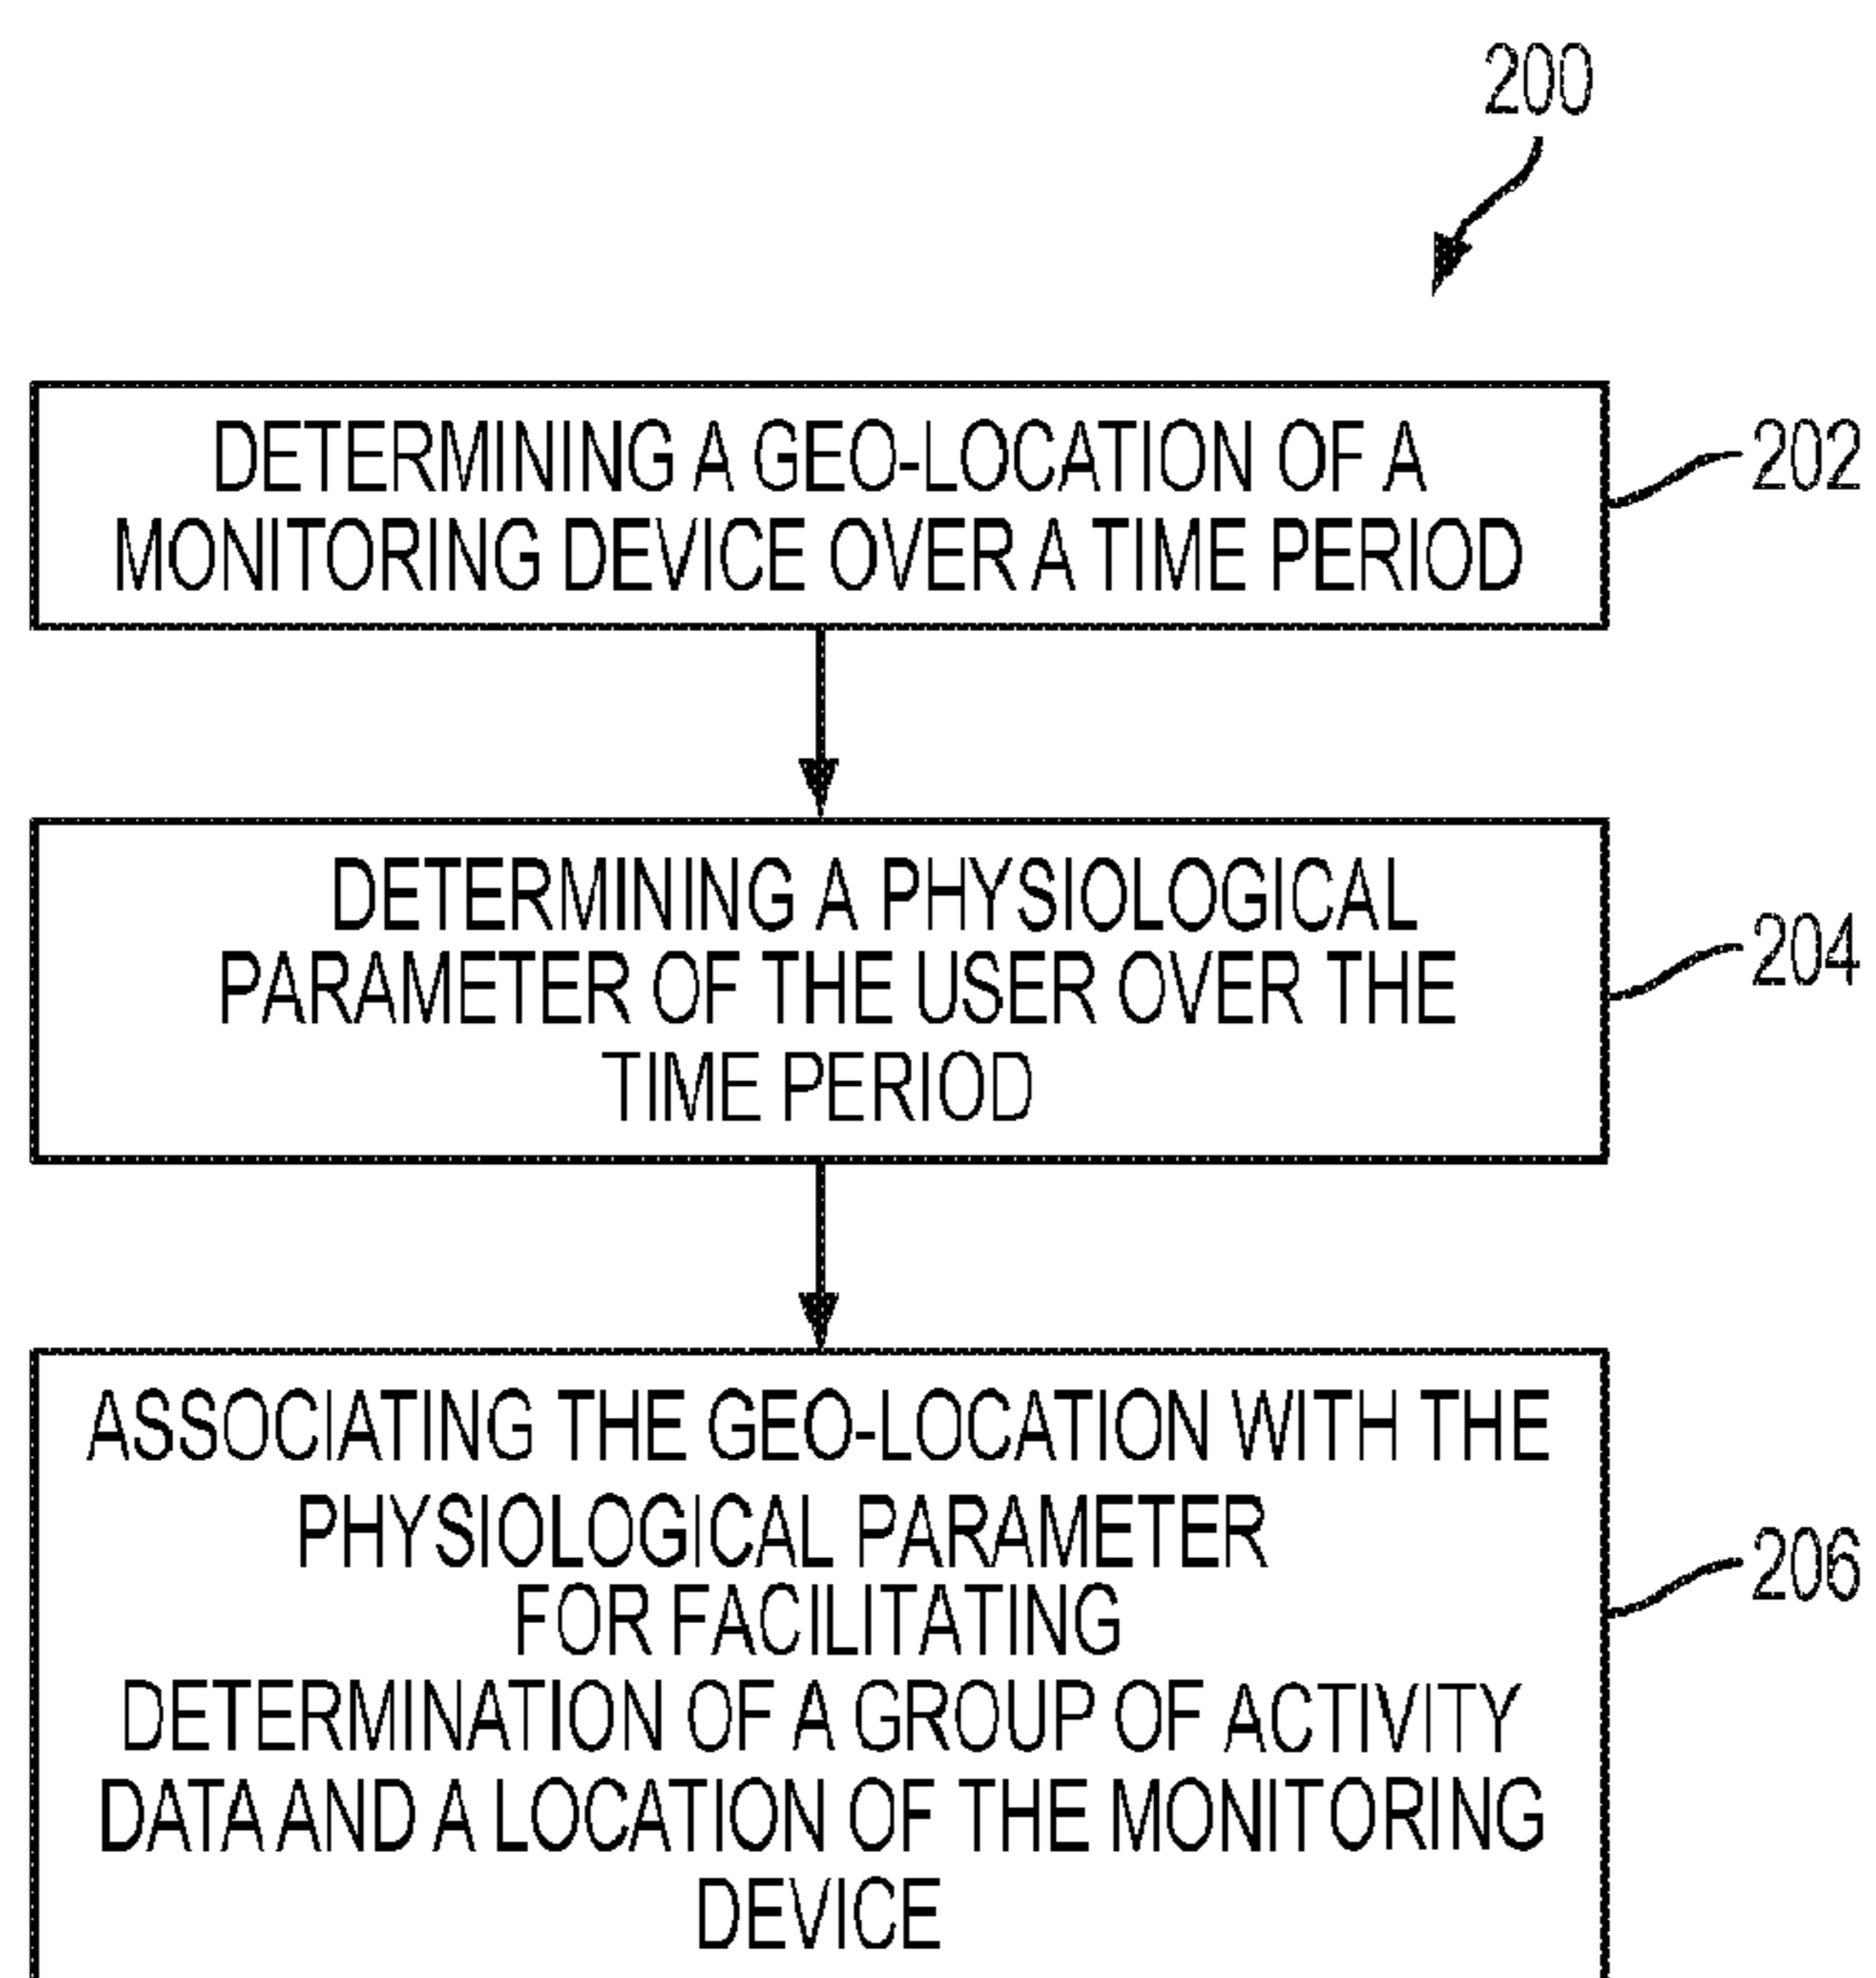 200
DETERMINING A GEO-LOCATION OF A
MONITORING DEVICE OVER A TIME PERIOD
202
DETERMINING A PHYSIOLOGICAL
PARAMETER OF THE USER OVER THE
TIME PERIOD
204
ASSOCIATING THE GEO-LOCATION WITH THE
PHYSIOLOGICAL PARAMETER
FOR FACILITATING
DETERMINATION OF A GROUP OF ACTIVITY
DATA AND A LOCATION OF THE MONITORING
DEVICE
206